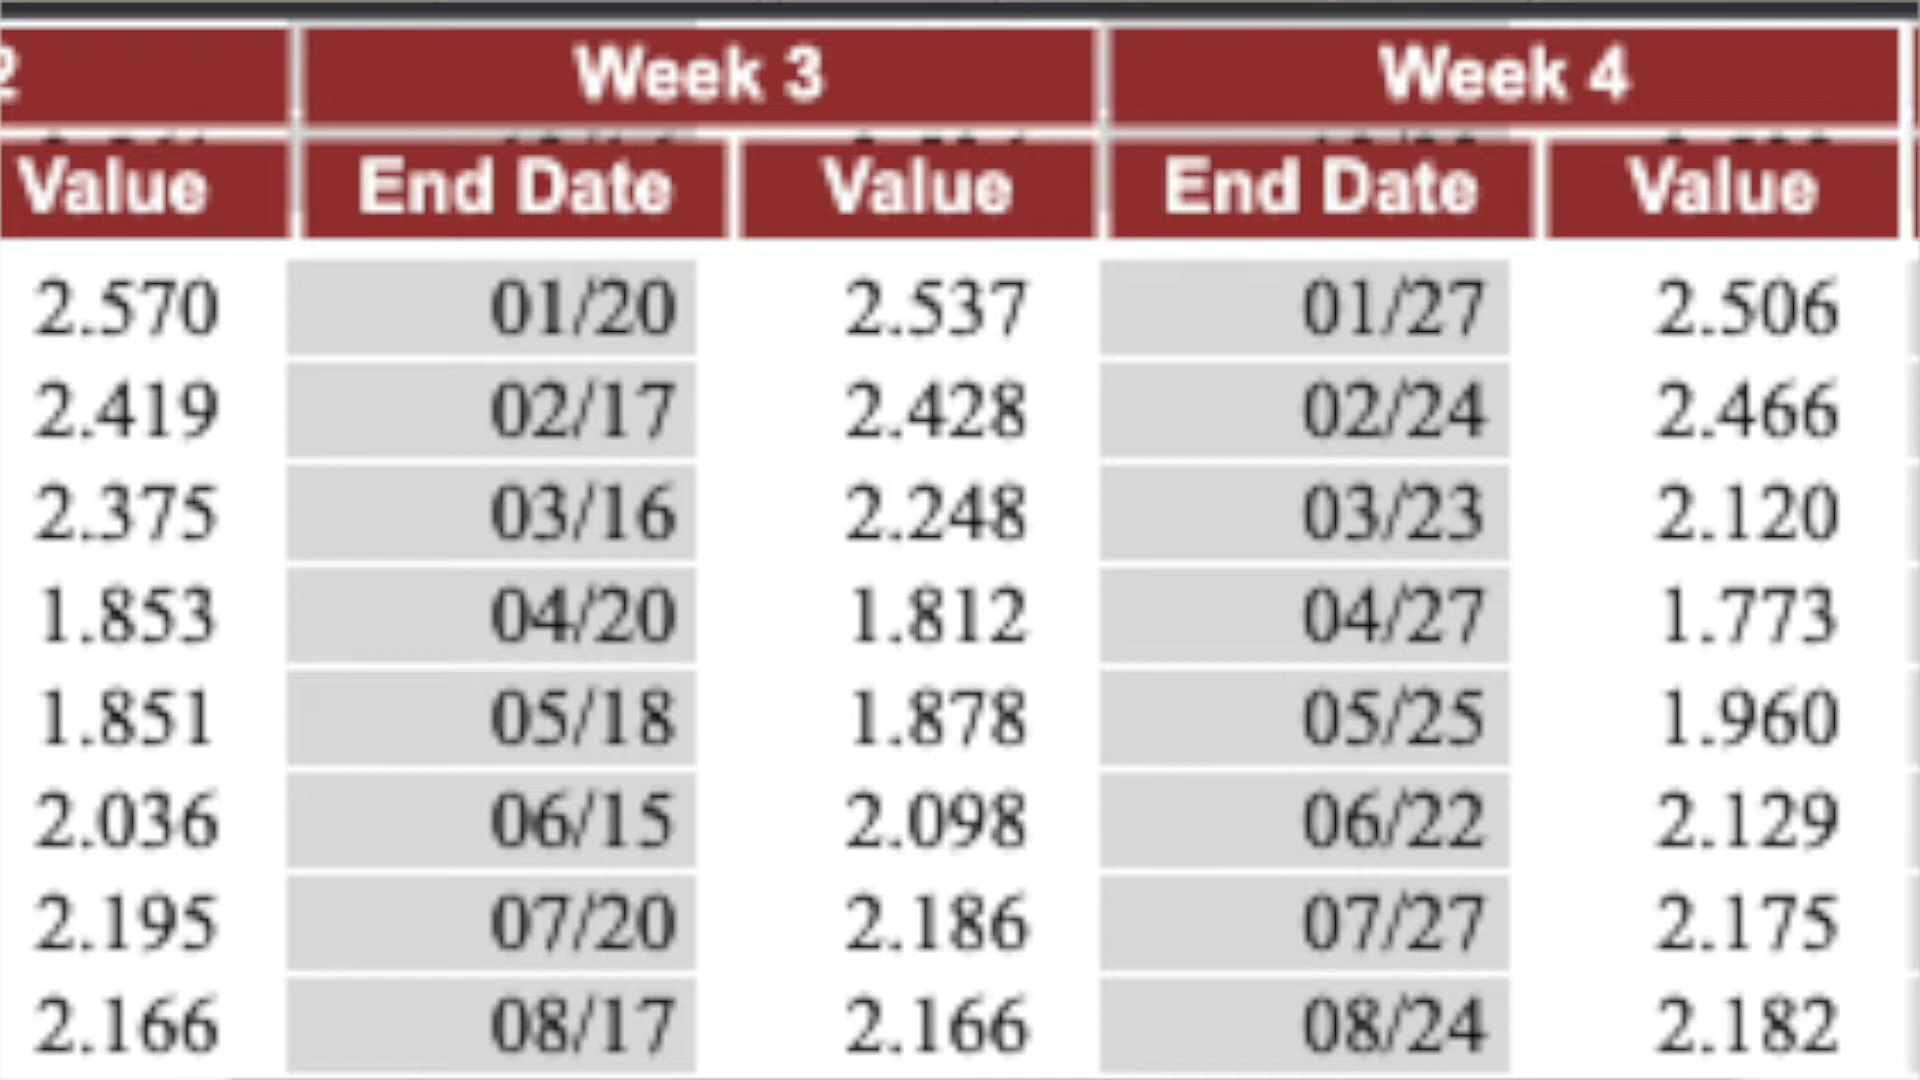 2 Week 3 Week 4
Value End Date Value End Date Value
2.570 01/20 2.537 01/27 2.506
2.419 02/17 2.428 02/24 2.466
2.375 03/16 2.248 03/23 2.120
1.853 04/20 1.812 04/27 1.773
1.851 05/18 1.878 05/25 1.960
2.036 06/15 2.098 06/22 2.129
2.195 07/20 2.186 07/27 2.175
2.166 08/17 2.166 08/24 2.182